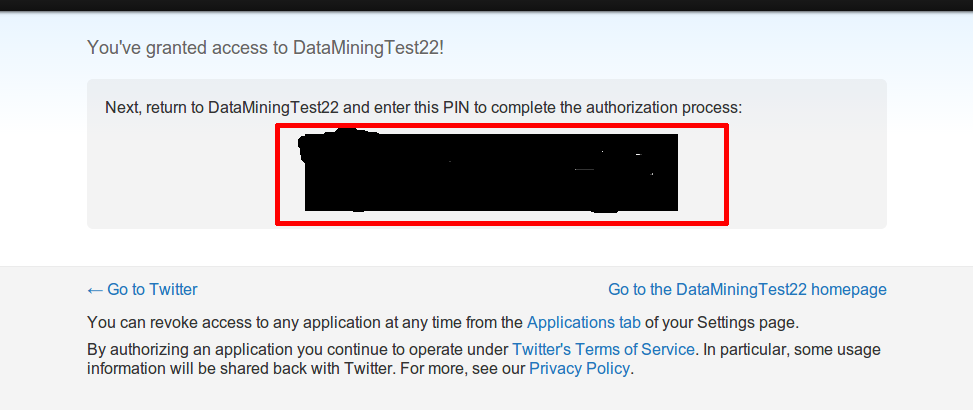 You've granted access to DataMiningTest22!
Next, return to DataMiningTest22 and enter this PIN to complete the authorization process:
← Go to Twitter
Go to the DataMiningTest22 homepage
You can revoke access to any application at any time from the Applications tab of your Settings page.
By authorizing an application you continue to operate under Twitter's Terms of Service. In particular, some usage
information will be shared back with Twitter. For more, see our Privacy Policy.